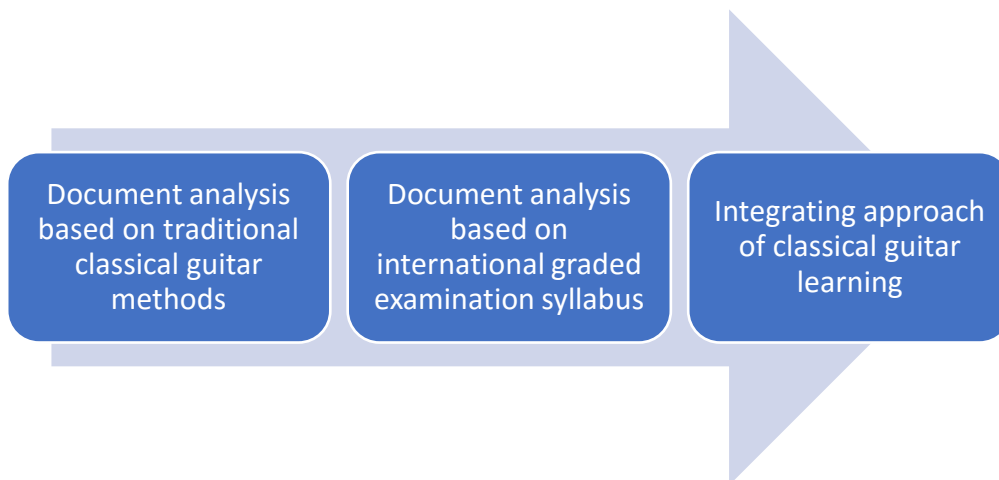 Document analysis
based on traditional
classical guitar
methods
Document analysis
based on
international graded
examination syllabus
Integrating approach
of classical guitar
learning